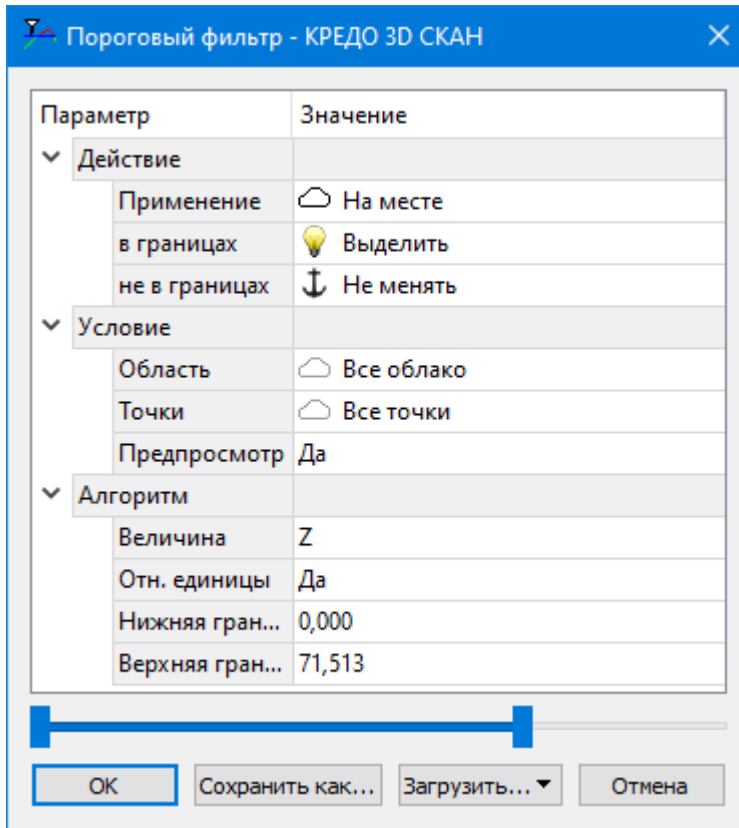 Пороговый фильтр - КРЕДО 3D СКАН
Параметр Значение
Действие
Применение На месте
в границах Выделить
не в границах Не менять
Условие
Область Все облако
Точки Все точки
Предпросмотр Да
Алгоритм
Величина Z
Отн. единицы Да
Нижняя гран... 0,000
Верхняя гран... 71,513
OK Сохранить как... Загрузить... Отмена